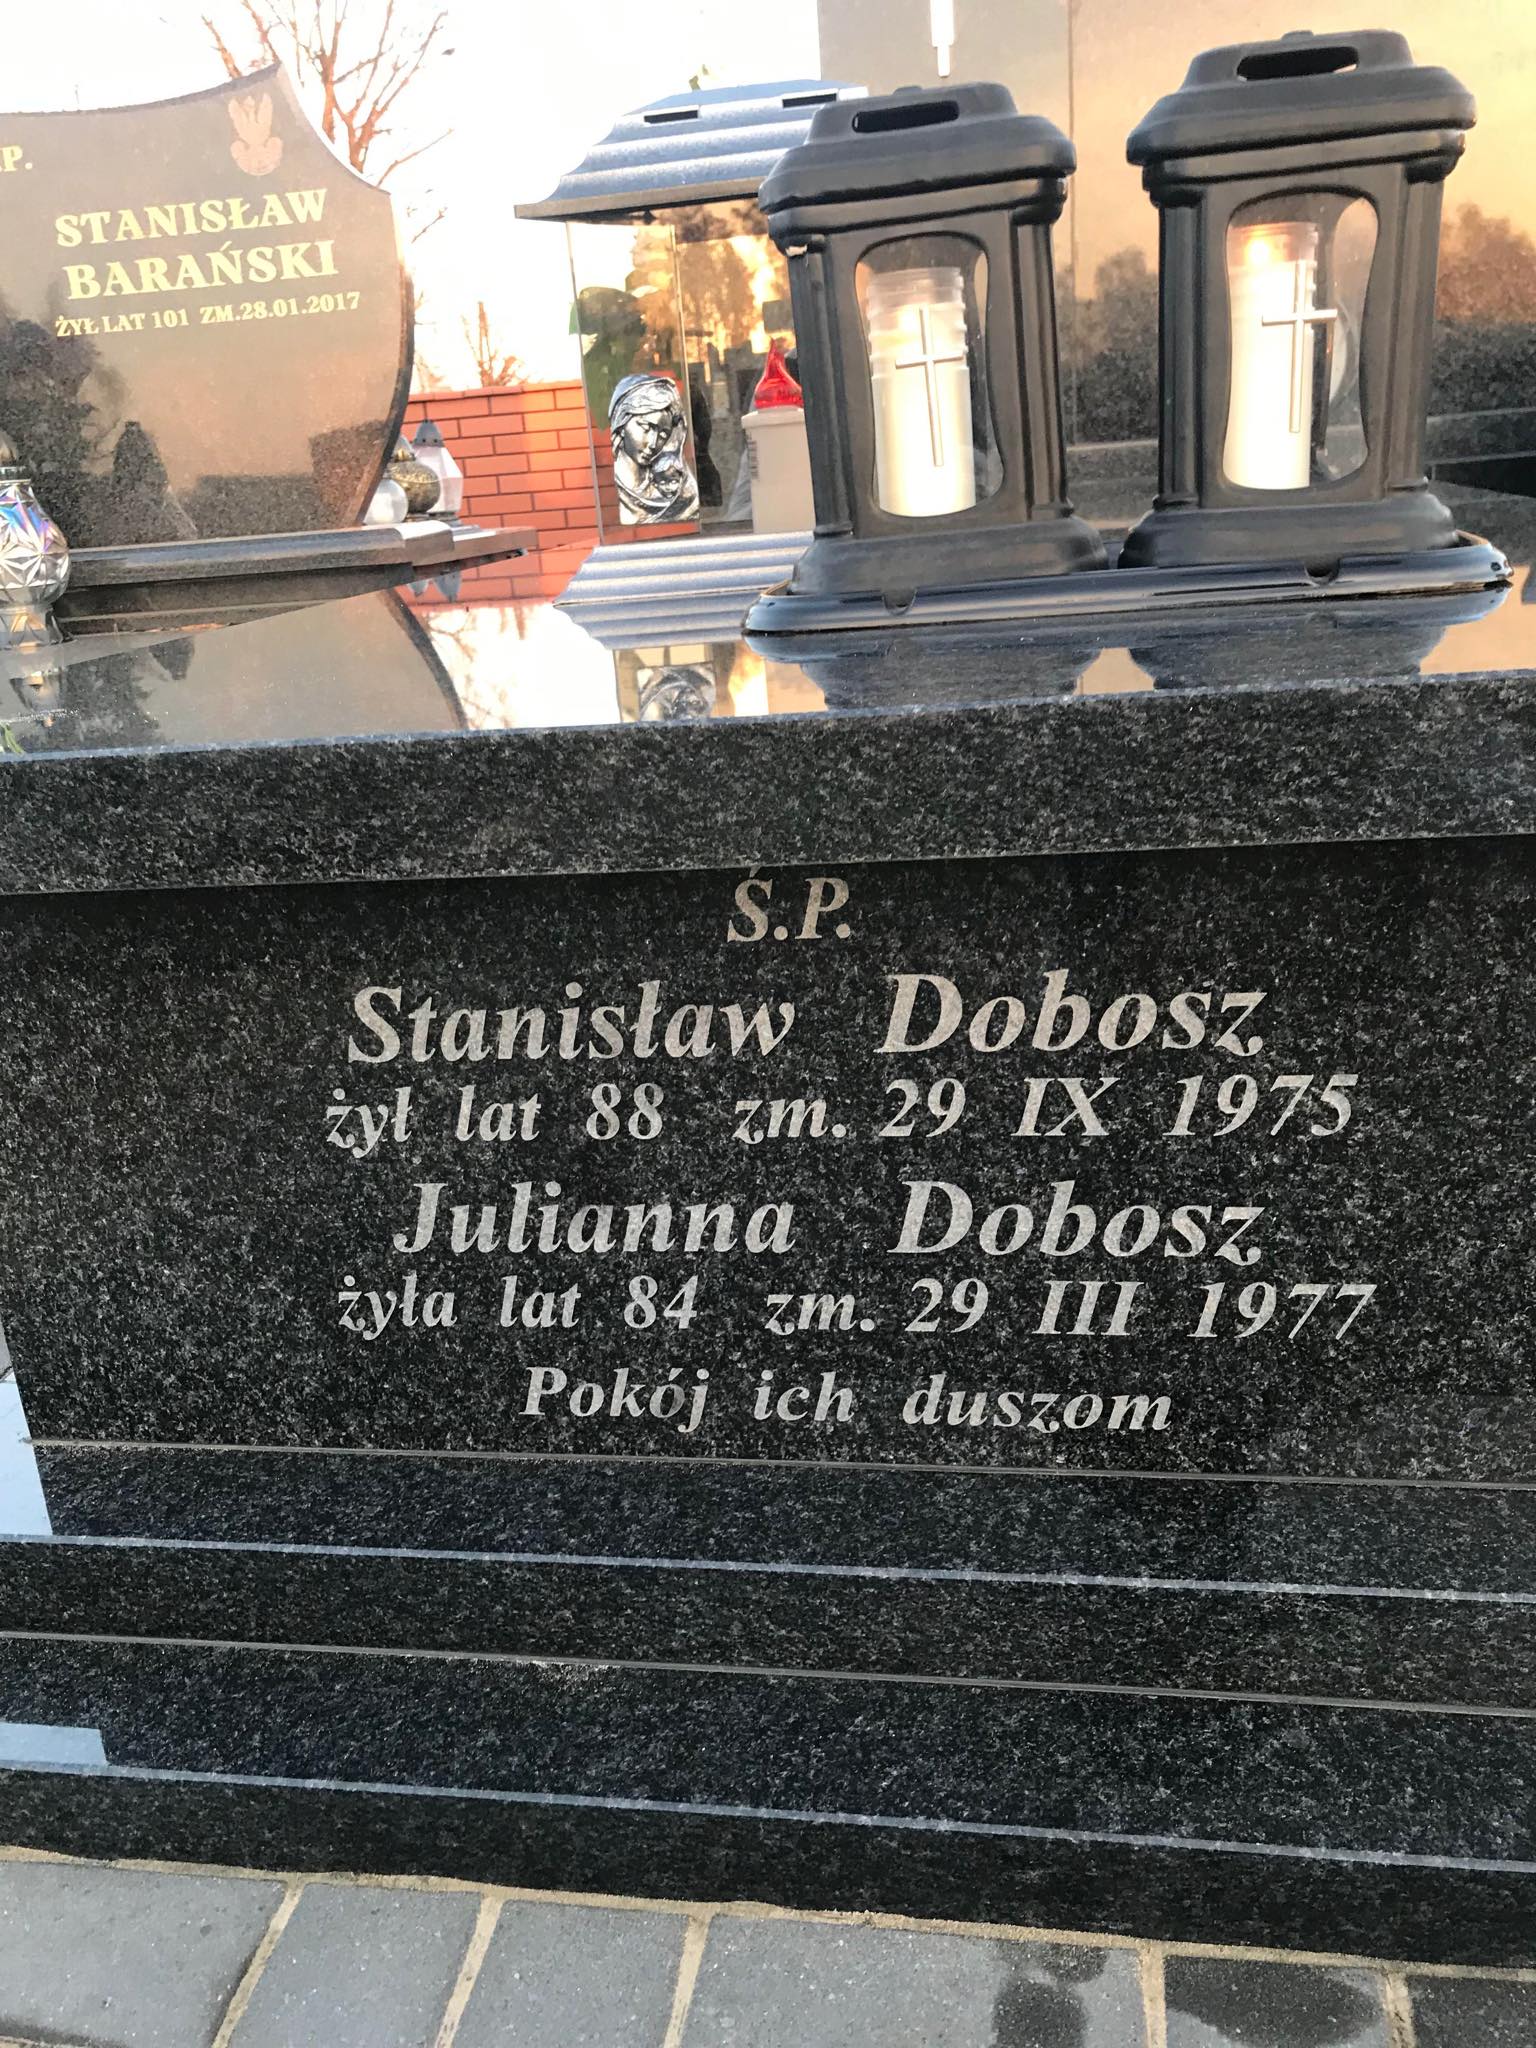 P.
STANISŁAW
BARAŃSKI
ŻYŁ LAT 101 ZM.28.01.2017
Ś.P.
Stanisław Dobosz
żył lat 88 zm. 29 IX 1975
Julianna Dobosz
żyła lat 84 zm. 29 III 1977
Pokój ich duszom